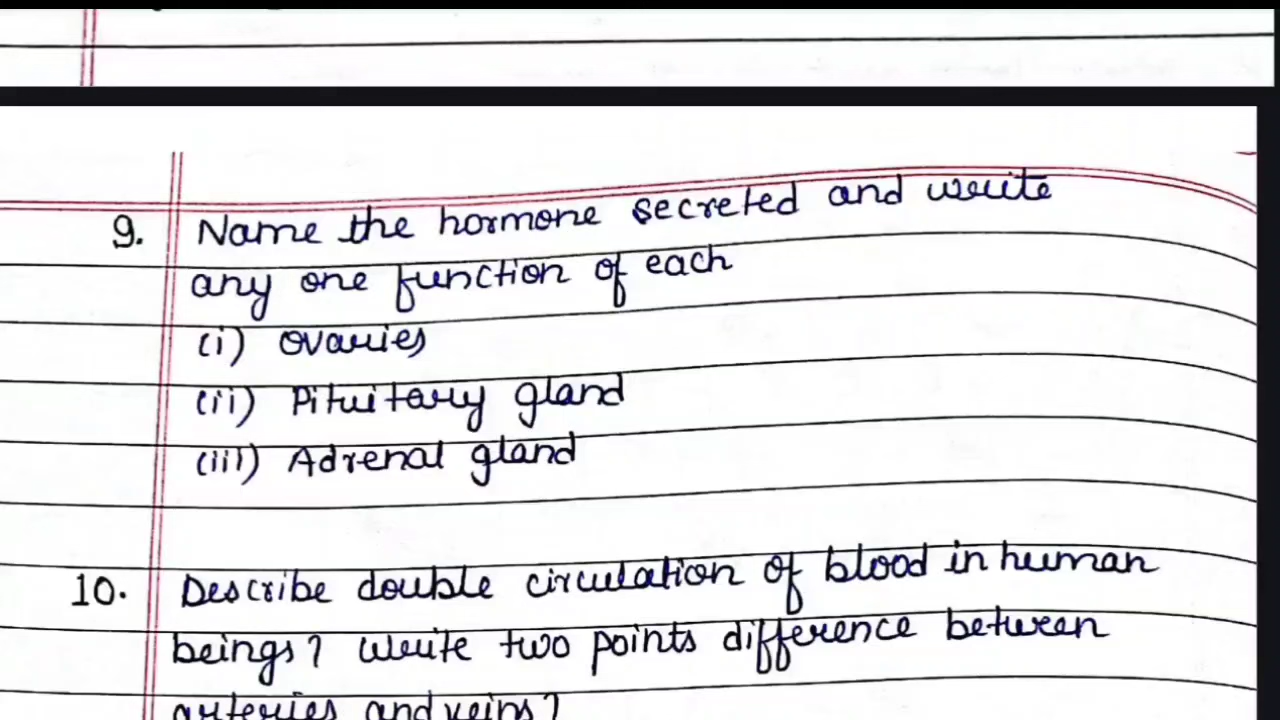 9. Name the hormone secreted and write
any one function of each
(i) Ovaries
(ii) Pituitary gland
(iii) Adrenal gland
10. Describe double circulation of blood in human
beings? Write two points difference between
arteries and veins?